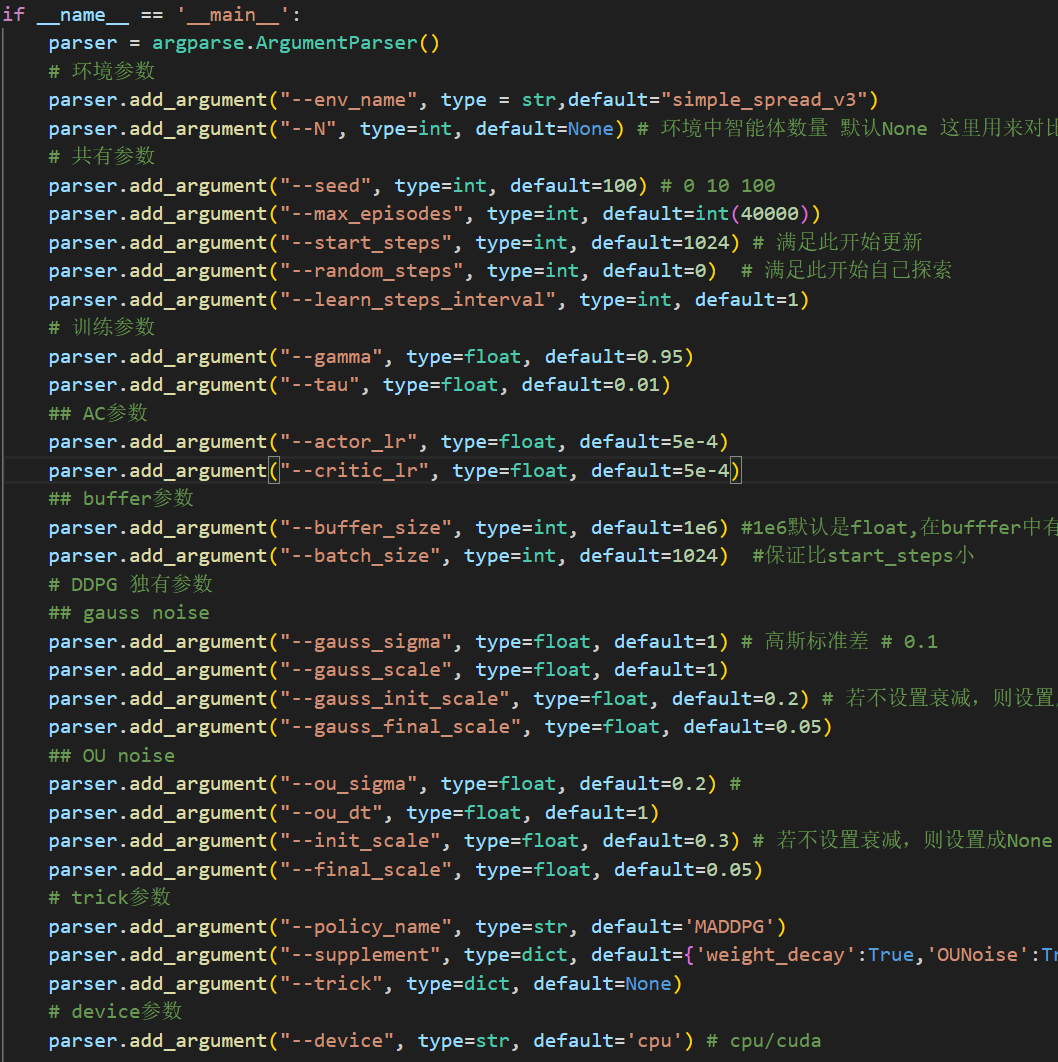 if __name__ == '__main__':
    parser = argparse.ArgumentParser()
    # 环境参数
    parser.add_argument("--env_name", type = str,default="simple_spread_v3")
    parser.add_argument("--N", type=int, default=None) # 环境中智能体数量 默认None 这里用来对比
    # 共有参数
    parser.add_argument("--seed", type=int, default=100) # 0 10 100
    parser.add_argument("--max_episodes", type=int, default=int(40000))
    parser.add_argument("--start_steps", type=int, default=1024) # 满足此开始更新
    parser.add_argument("--random_steps", type=int, default=0)  # 满足此开始自己探索
    parser.add_argument("--learn_steps_interval", type=int, default=1)
    # 训练参数
    parser.add_argument("--gamma", type=float, default=0.95)
    parser.add_argument("--tau", type=float, default=0.01)
    ## AC参数
    parser.add_argument("--actor_lr", type=float, default=5e-4)
    parser.add_argument("--critic_lr", type=float, default=5e-4)
    ## buffer参数
    parser.add_argument("--buffer_size", type=int, default=1e6) #1e6默认是float,在bufffer中有
    parser.add_argument("--batch_size", type=int, default=1024)  #保证比start_steps小
    # DDPG 独有参数
    ## gauss noise
    parser.add_argument("--gauss_sigma", type=float, default=1) # 高斯标准差 # 0.1
    parser.add_argument("--gauss_scale", type=float, default=1)
    parser.add_argument("--gauss_init_scale", type=float, default=0.2) # 若不设置衰减，则设置
    parser.add_argument("--gauss_final_scale", type=float, default=0.05)
    ## OU noise
    parser.add_argument("--ou_sigma", type=float, default=0.2) #
    parser.add_argument("--ou_dt", type=float, default=1)
    parser.add_argument("--init_scale", type=float, default=0.3) # 若不设置衰减，则设置成None
    parser.add_argument("--final_scale", type=float, default=0.05)
    # trick参数
    parser.add_argument("--policy_name", type=str, default='MADDPG')
    parser.add_argument("--supplement", type=dict, default={'weight_decay':True,'OUNoise':Tr
    parser.add_argument("--trick", type=dict, default=None)
    # device参数
    parser.add_argument("--device", type=str, default='cpu') # cpu/cuda